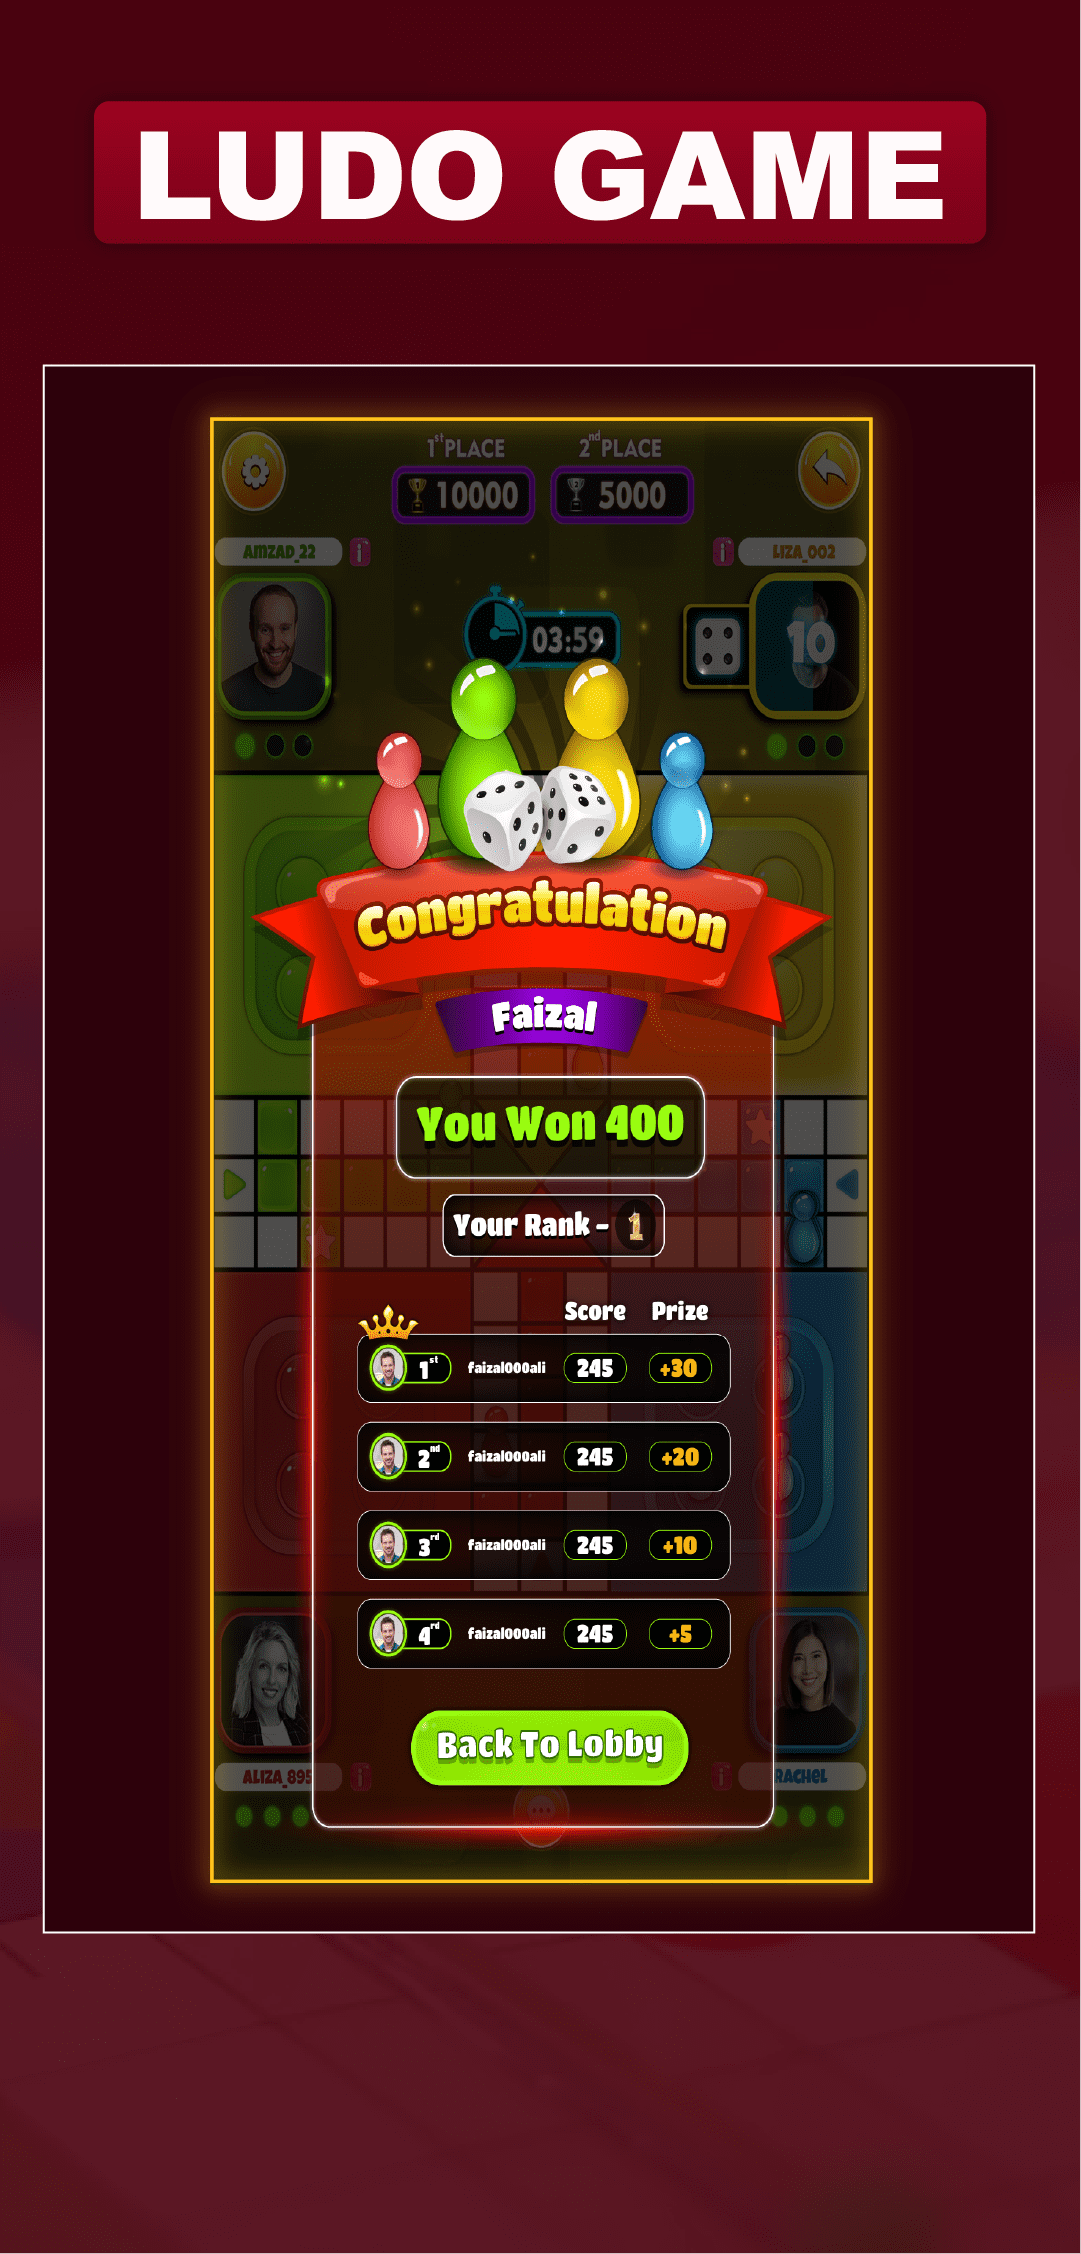 LUDO GAME
1st PLACE 2nd PLACE
10000 5000
AMZAD_22 i i LIZA_002
03:59 10
Congratulation
Faizal
You Won 400
Your Rank - 1
Score Prize
1st faizal000ali 245 +30
2nd faizal000ali 245 +20
3rd faizal000ali 245 +10
4rd faizal000ali 245 +5
Back To Lobby
ALIZA_895 i i RACHEL